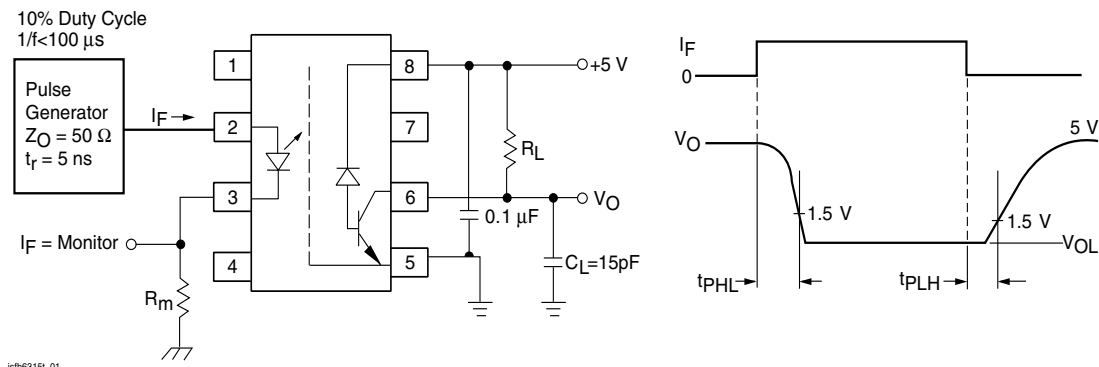 10% Duty Cycle
1/f<100 µs
Pulse
Generator
ZO = 50 Ω
tr = 5 ns
IF
1
2
3
4
8
7
6
5
+5 V
RL
VO
0.1 µF
CL=15pF
IF = Monitor
Rm
IF
0
VO
5 V
1.5 V
1.5 V
VOL
tPHL
tPLH
isfh6315t_01